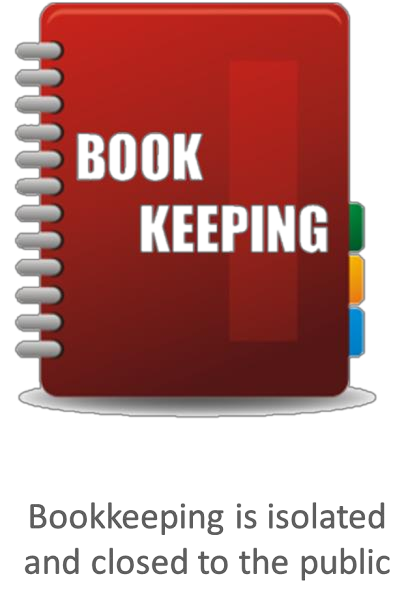 BOOK
KEEPING
Bookkeeping is isolated
and closed to the public